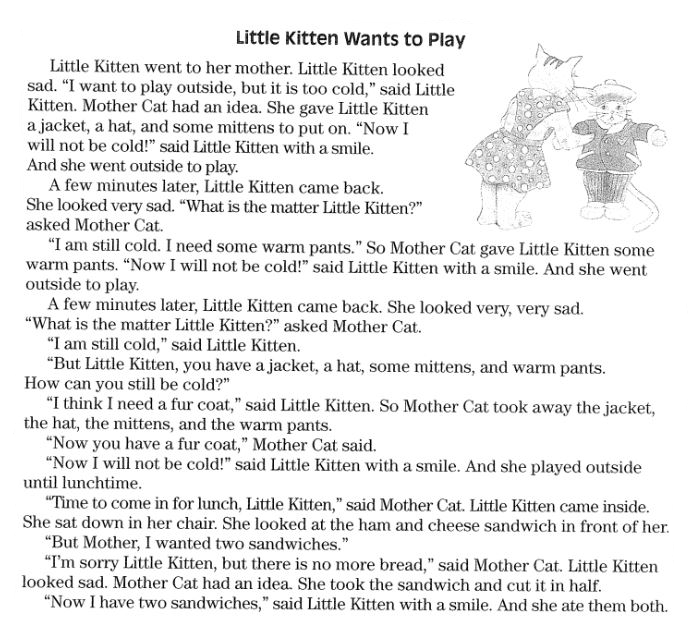 Little Kitten Wants to Play
Little Kitten went to her mother. Little Kitten looked
sad. “I want to play outside, but it is too cold,” said Little
Kitten. Mother Cat had an idea. She gave Little Kitten
a jacket, a hat, and some mittens to put on. “Now I
will not be cold!” said Little Kitten with a smile.
And she went outside to play.
A few minutes later, Little Kitten came back.
She looked very sad. “What is the matter Little Kitten?”
asked Mother Cat.
“I am still cold. I need some warm pants.” So Mother Cat gave Little Kitten some
warm pants. “Now I will not be cold!” said Little Kitten with a smile. And she went
outside to play.
A few minutes later, Little Kitten came back. She looked very, very sad.
“What is the matter Little Kitten?” asked Mother Cat.
“I am still cold,” said Little Kitten.
“But Little Kitten, you have a jacket, a hat, some mittens, and warm pants.
How can you still be cold?”
“I think I need a fur coat,” said Little Kitten. So Mother Cat took away the jacket,
the hat, the mittens, and the warm pants.
“Now you have a fur coat,” Mother Cat said.
“Now I will not be cold!” said Little Kitten with a smile. And she played outside
until lunchtime.
“Time to come in for lunch, Little Kitten,” said Mother Cat. Little Kitten came inside.
She sat down in her chair. She looked at the ham and cheese sandwich in front of her.
“But Mother, I wanted two sandwiches.”
“I’m sorry Little Kitten, but there is no more bread,” said Mother Cat. Little Kitten
looked sad. Mother Cat had an idea. She took the sandwich and cut it in half.
“Now I have two sandwiches,” said Little Kitten with a smile. And she ate them both.